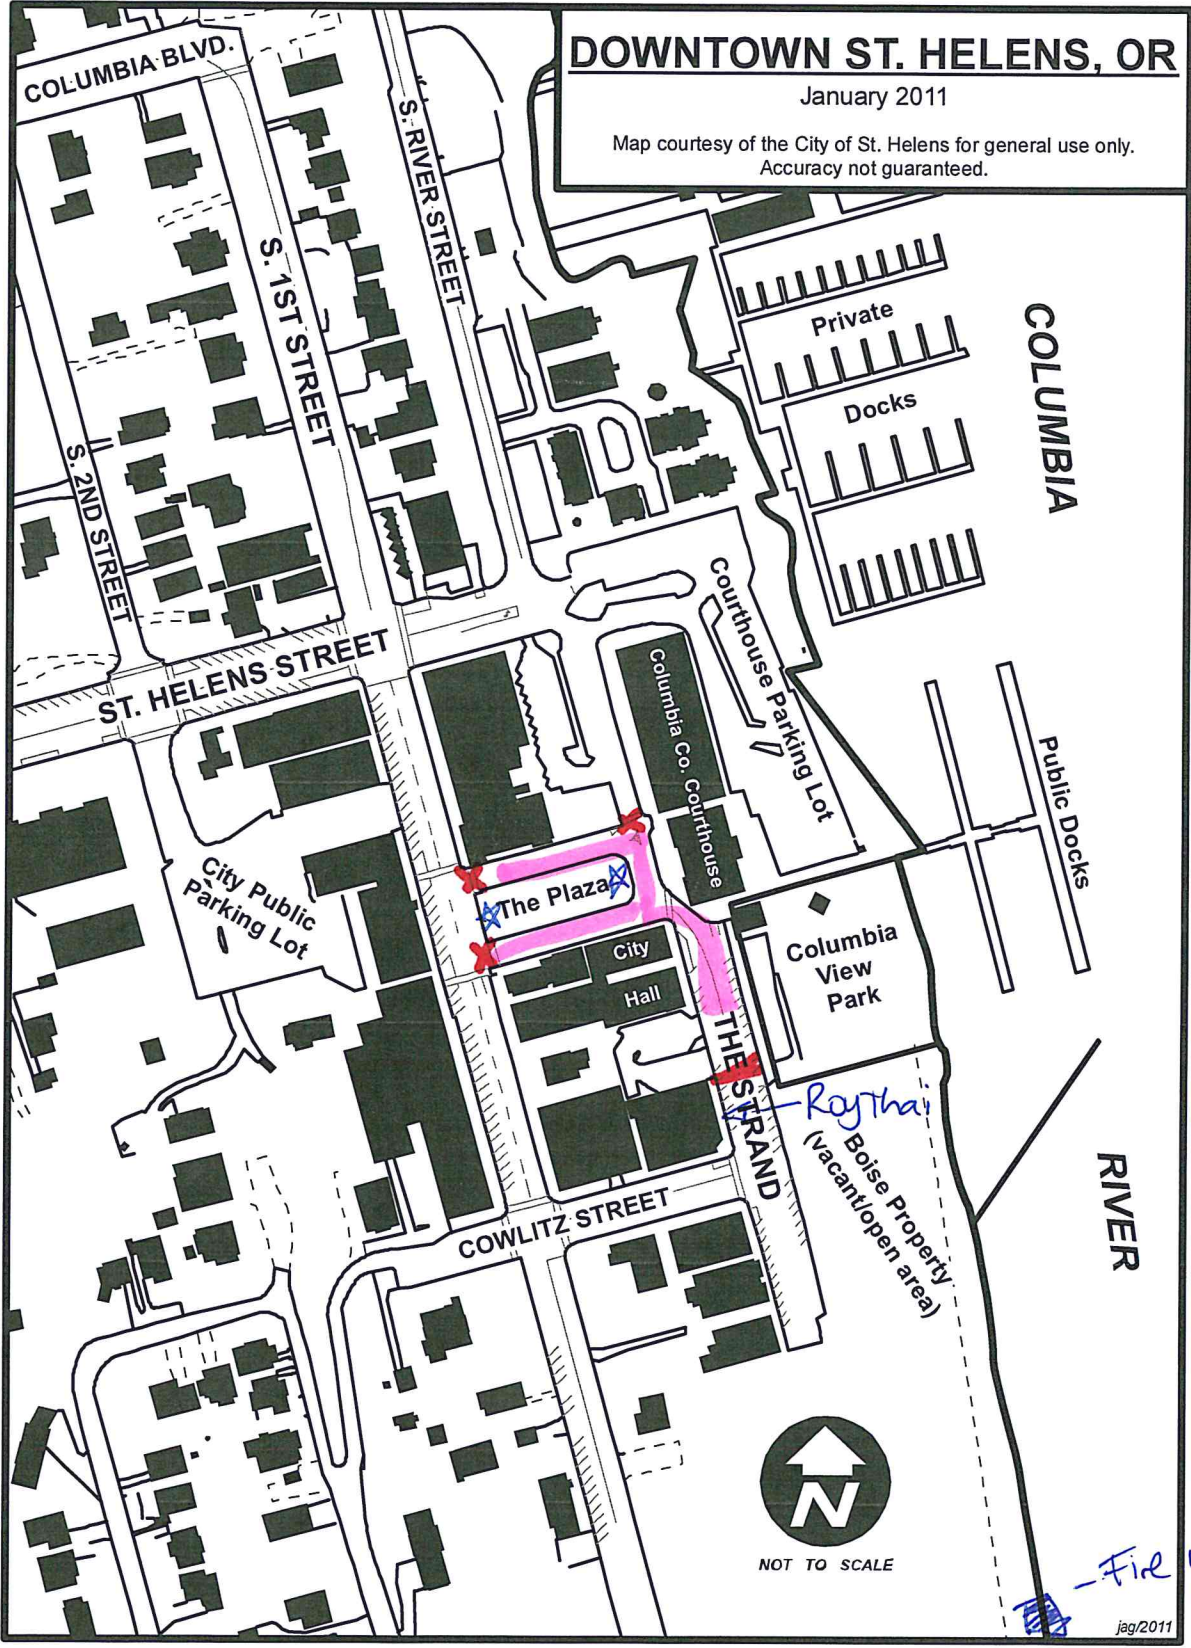 DOWNTOWN ST. HELENS, OR
January 2011
Map courtesy of the City of St. Helens for general use only.
Accuracy not guaranteed.
COLUMBIA BLVD.
S. RIVER STREET
S. 1ST STREET
S. 2ND STREET
Private
Docks
COLUMBIA
ST. HELENS STREET
Courthouse Parking Lot
Columbia Co. Courthouse
Public Docks
City Public
Parking Lot
The Plaza
City
Hall
Columbia
View
Park
THE STRAND
RoyThai
Boise Property
(vacant/open area)
COWLITZ STREET
RIVER
N
NOT TO SCALE
Fire
jag/2011